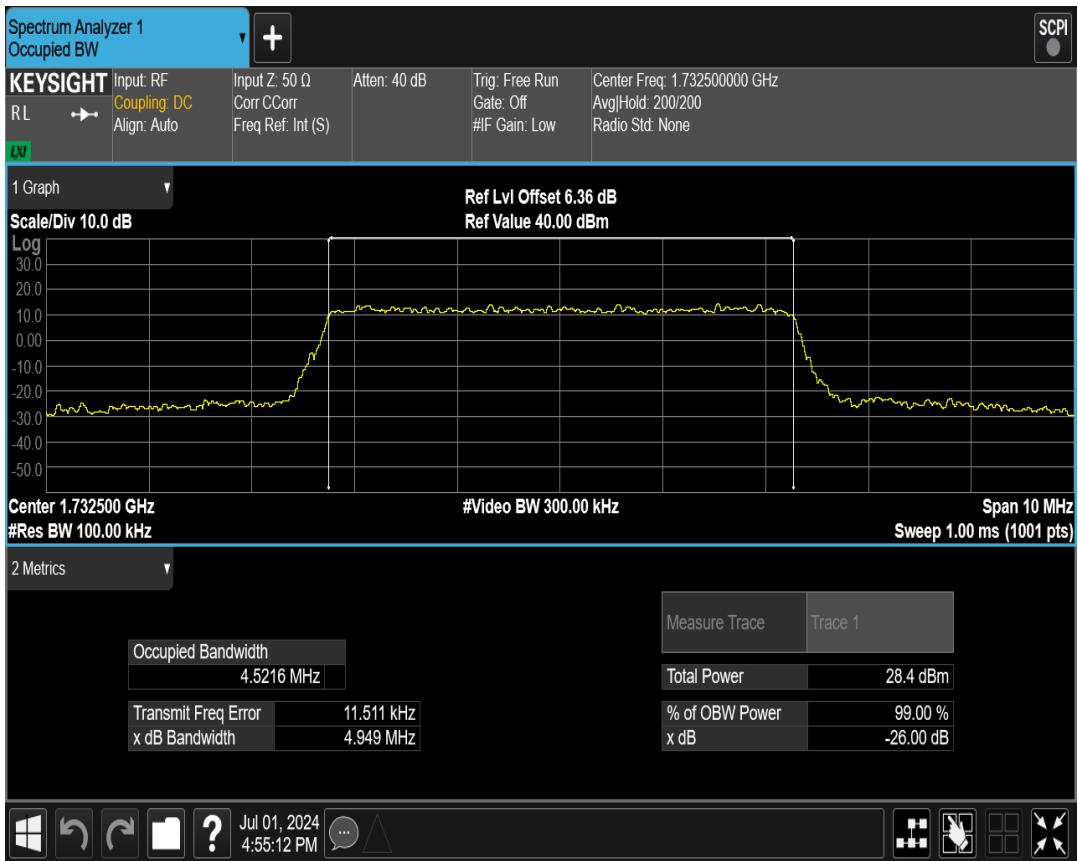 Spectrum Analyzer 1
Occupied BW
+
SCPI
KEYSIGHT
R L
LXI
Input: RF
Coupling: DC
Align: Auto
Input Z: 50 Ω
Corr CCorr
Freq Ref: Int (S)
Atten: 40 dB
Trig: Free Run
Gate: Off
#IF Gain: Low
Center Freq: 1.732500000 GHz
Avg|Hold: 200/200
Radio Std: None
1 Graph
Scale/Div 10.0 dB
Ref Lvl Offset 6.36 dB
Ref Value 40.00 dBm
Log
30.0
20.0
10.0
0.00
-10.0
-20.0
-30.0
-40.0
-50.0
Center 1.732500 GHz
#Video BW 300.00 kHz
Span 10 MHz
#Res BW 100.00 kHz
Sweep 1.00 ms (1001 pts)
2 Metrics
Measure Trace Trace 1
Occupied Bandwidth
4.5216 MHz
Total Power 28.4 dBm
Transmit Freq Error 11.511 kHz
% of OBW Power 99.00 %
x dB Bandwidth 4.949 MHz
x dB -26.00 dB
?
Jul 01, 2024
4:55:12 PM